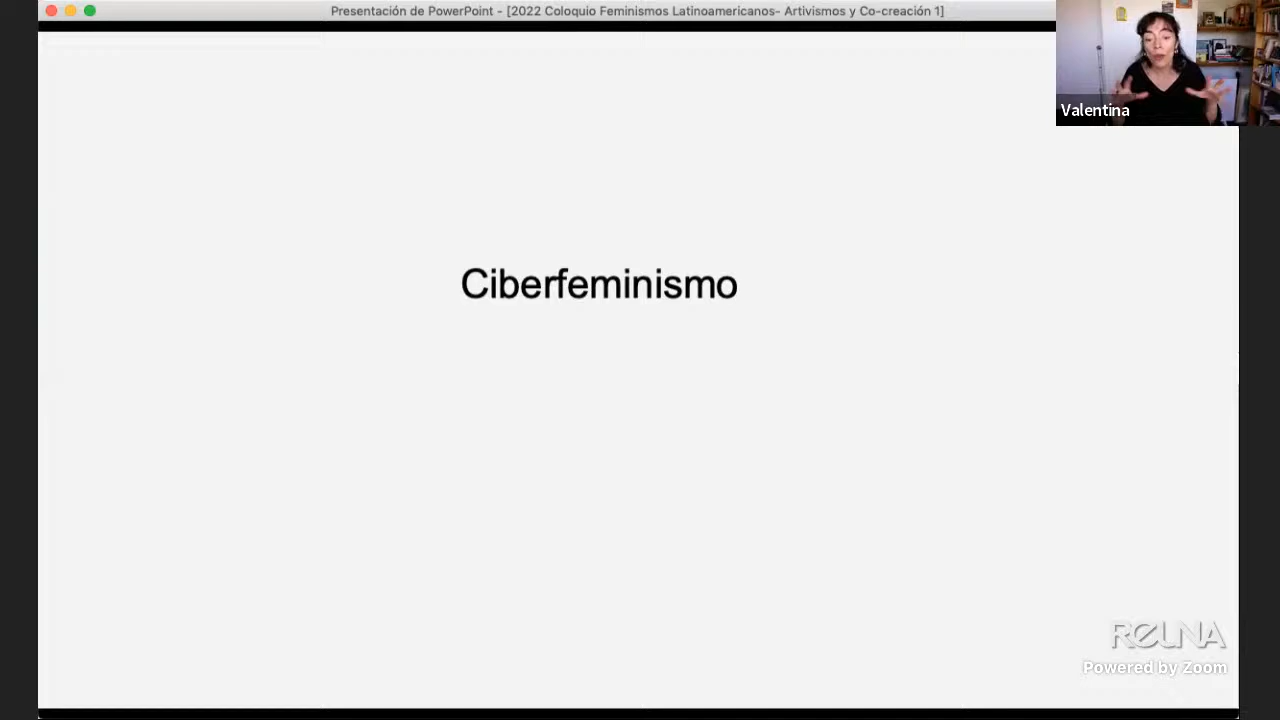 Presentación de PowerPoint - [2022 Coloquio Feminismos Latinoamericanos- Artivismos y Co-creación 1]
Valentina
Ciberfeminismo
REUNA
Powered by Zoom